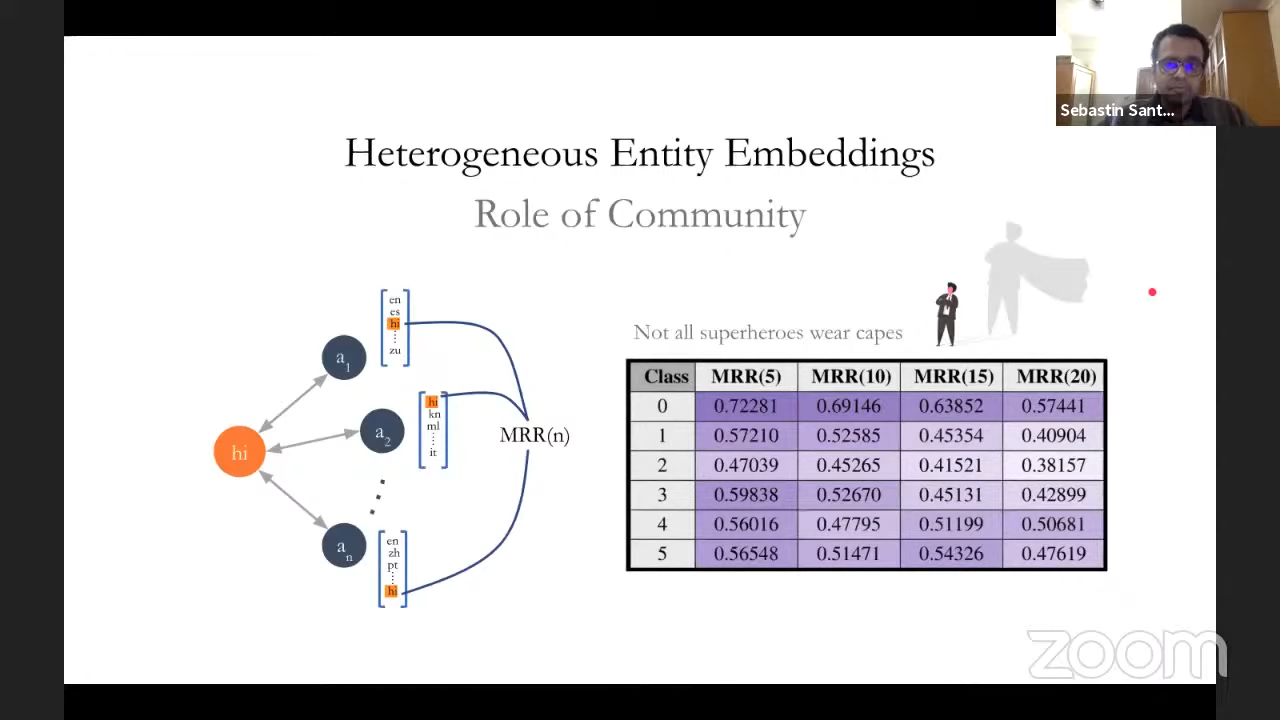 Sebastin Sant...
Heterogeneous Entity Embeddings
Role of Community
en
es
hi
zu
a1
hi
kn
ml
it
a2
hi
MRR(n)
an
en
zh
pt
hi
Not all superheroes wear capes
Class MRR(5) MRR(10) MRR(15) MRR(20)
0 0.72281 0.69146 0.63852 0.57441
1 0.57210 0.52585 0.45354 0.40904
2 0.47039 0.45265 0.41521 0.38157
3 0.59838 0.52670 0.45131 0.42899
4 0.56016 0.47795 0.51199 0.50681
5 0.56548 0.51471 0.54326 0.47619
zoom